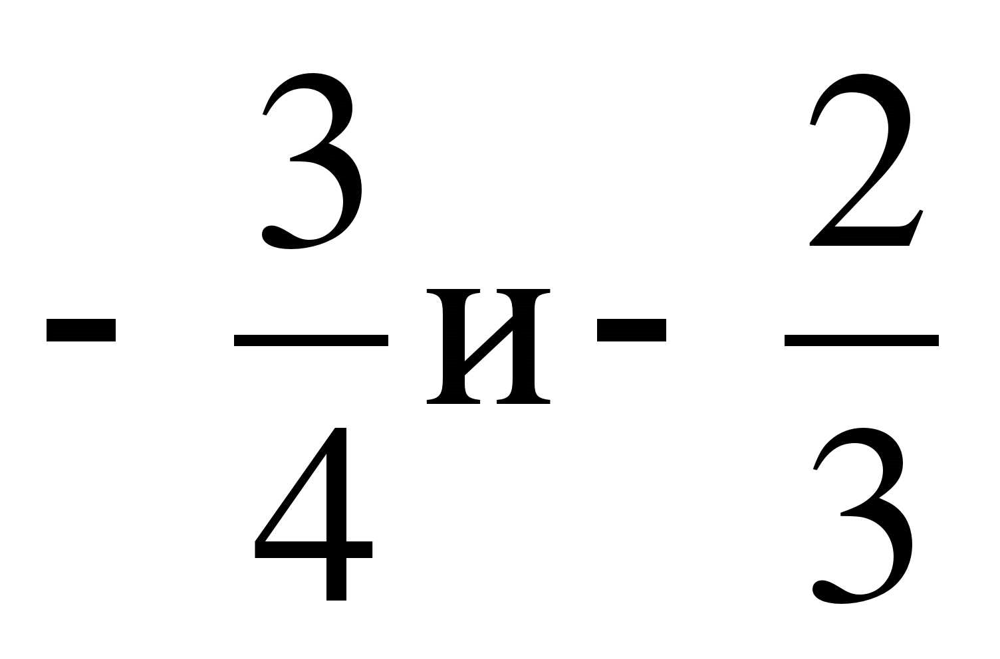 - 3/4 и - 2/3